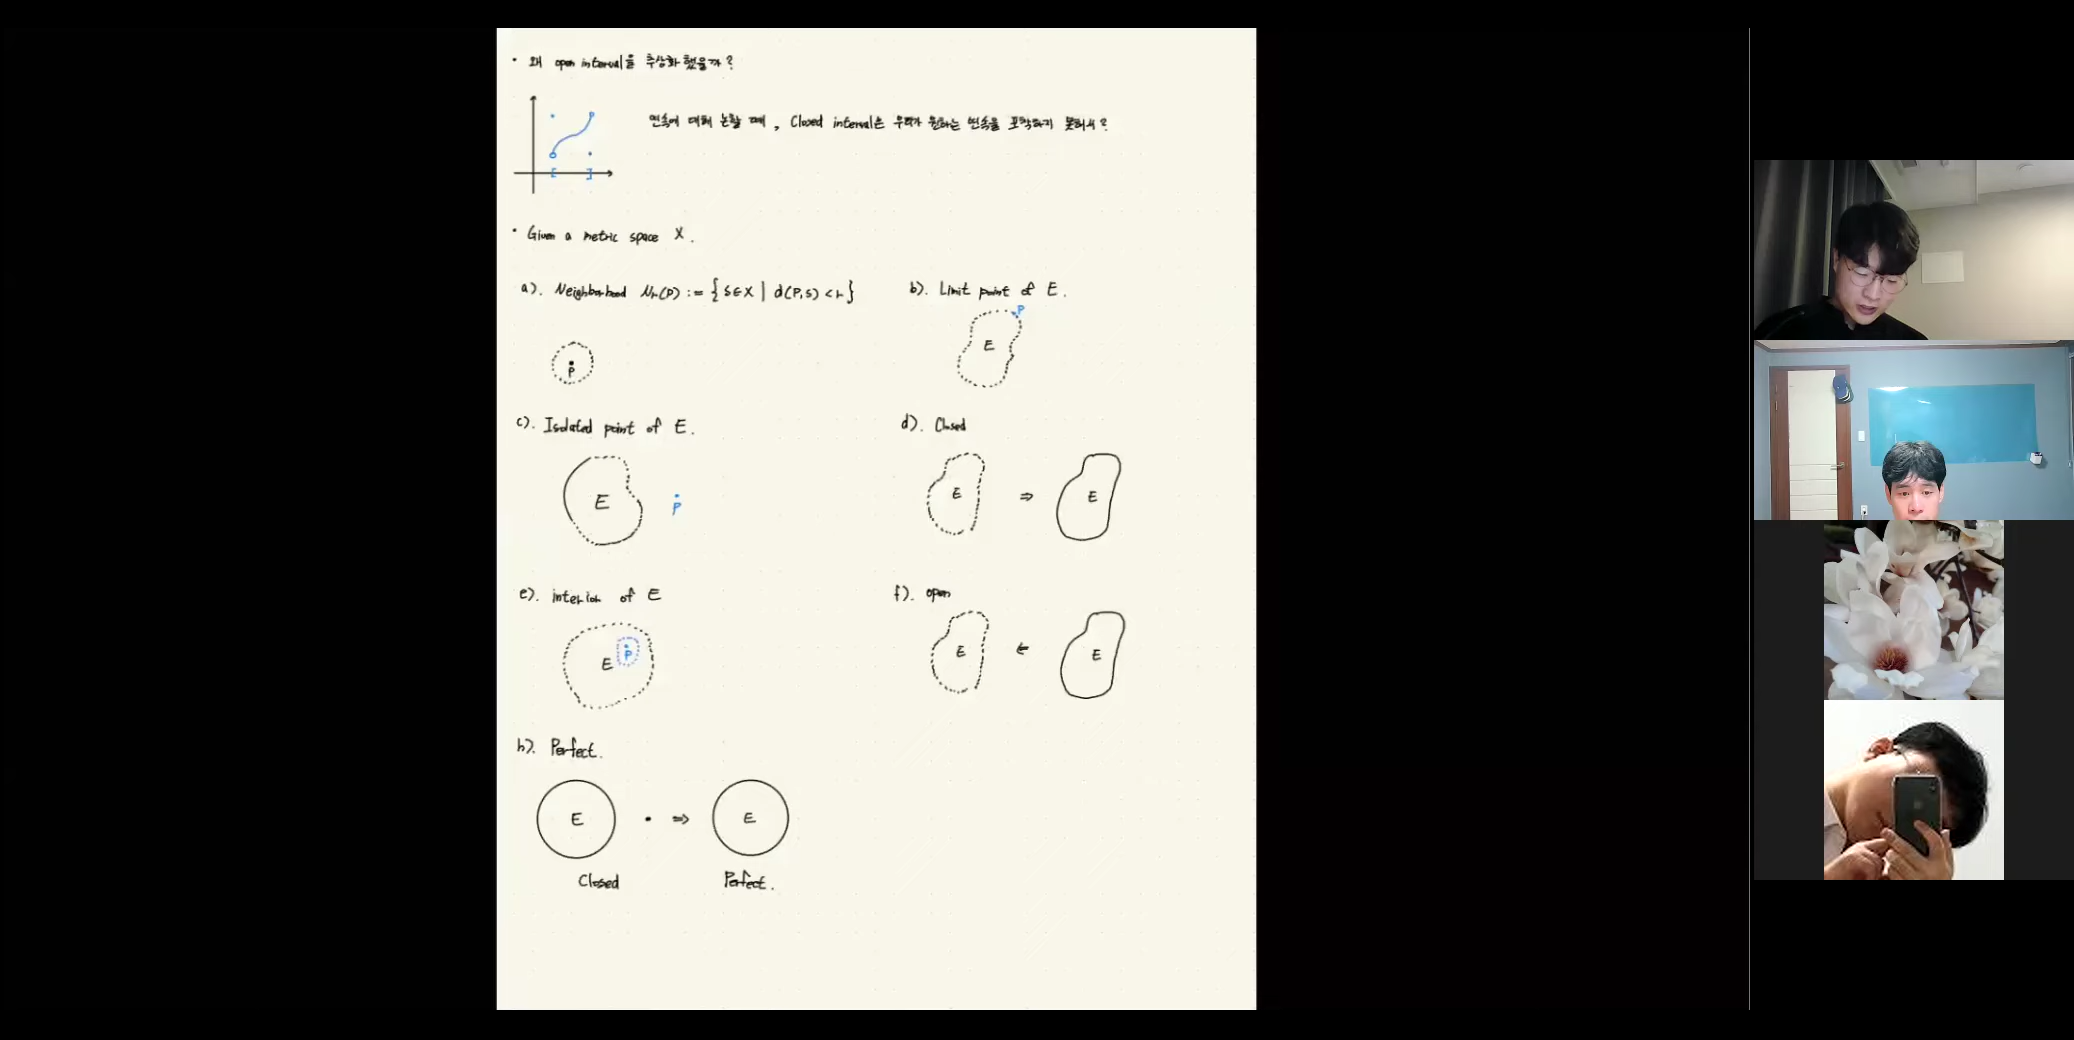 · 왜 open interval을 추상화 했을까?
연속에 대해 논할 때, Closed interval은 우리가 원하는 연속을 포착하지 못해서?
[ ]
· Given a metric space X.
a). Neighborhood Nr(p) := { s∈X | d(p,s) < r }
b). Limit point of E.
p
E
p
c). Isolated point of E.
d). Closed
E
p
E ⇒ E
e). interior of E
f). open
E p
E ⇐ E
h). Perfect.
E · ⇒ E
Closed
Perfect.